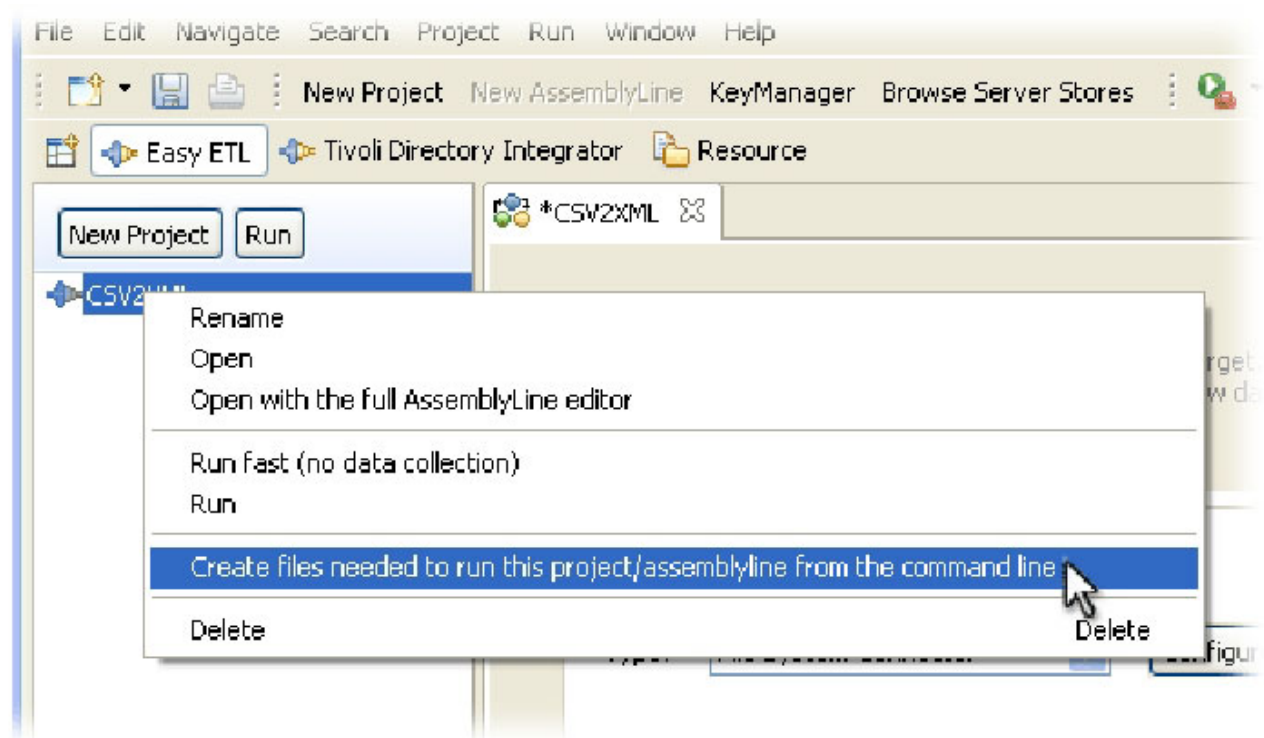 File Edit Navigate Search Project Run Window Help
New Project New AssemblyLine KeyManager Browse Server Stores
Easy ETL Tivoli Directory Integrator Resource
New Project Run
*CSV2XML
Rename
Open
Open with the full AssemblyLine editor
Run fast (no data collection)
Run
Create files needed to run this project/assemblyline from the command line
Delete Delete